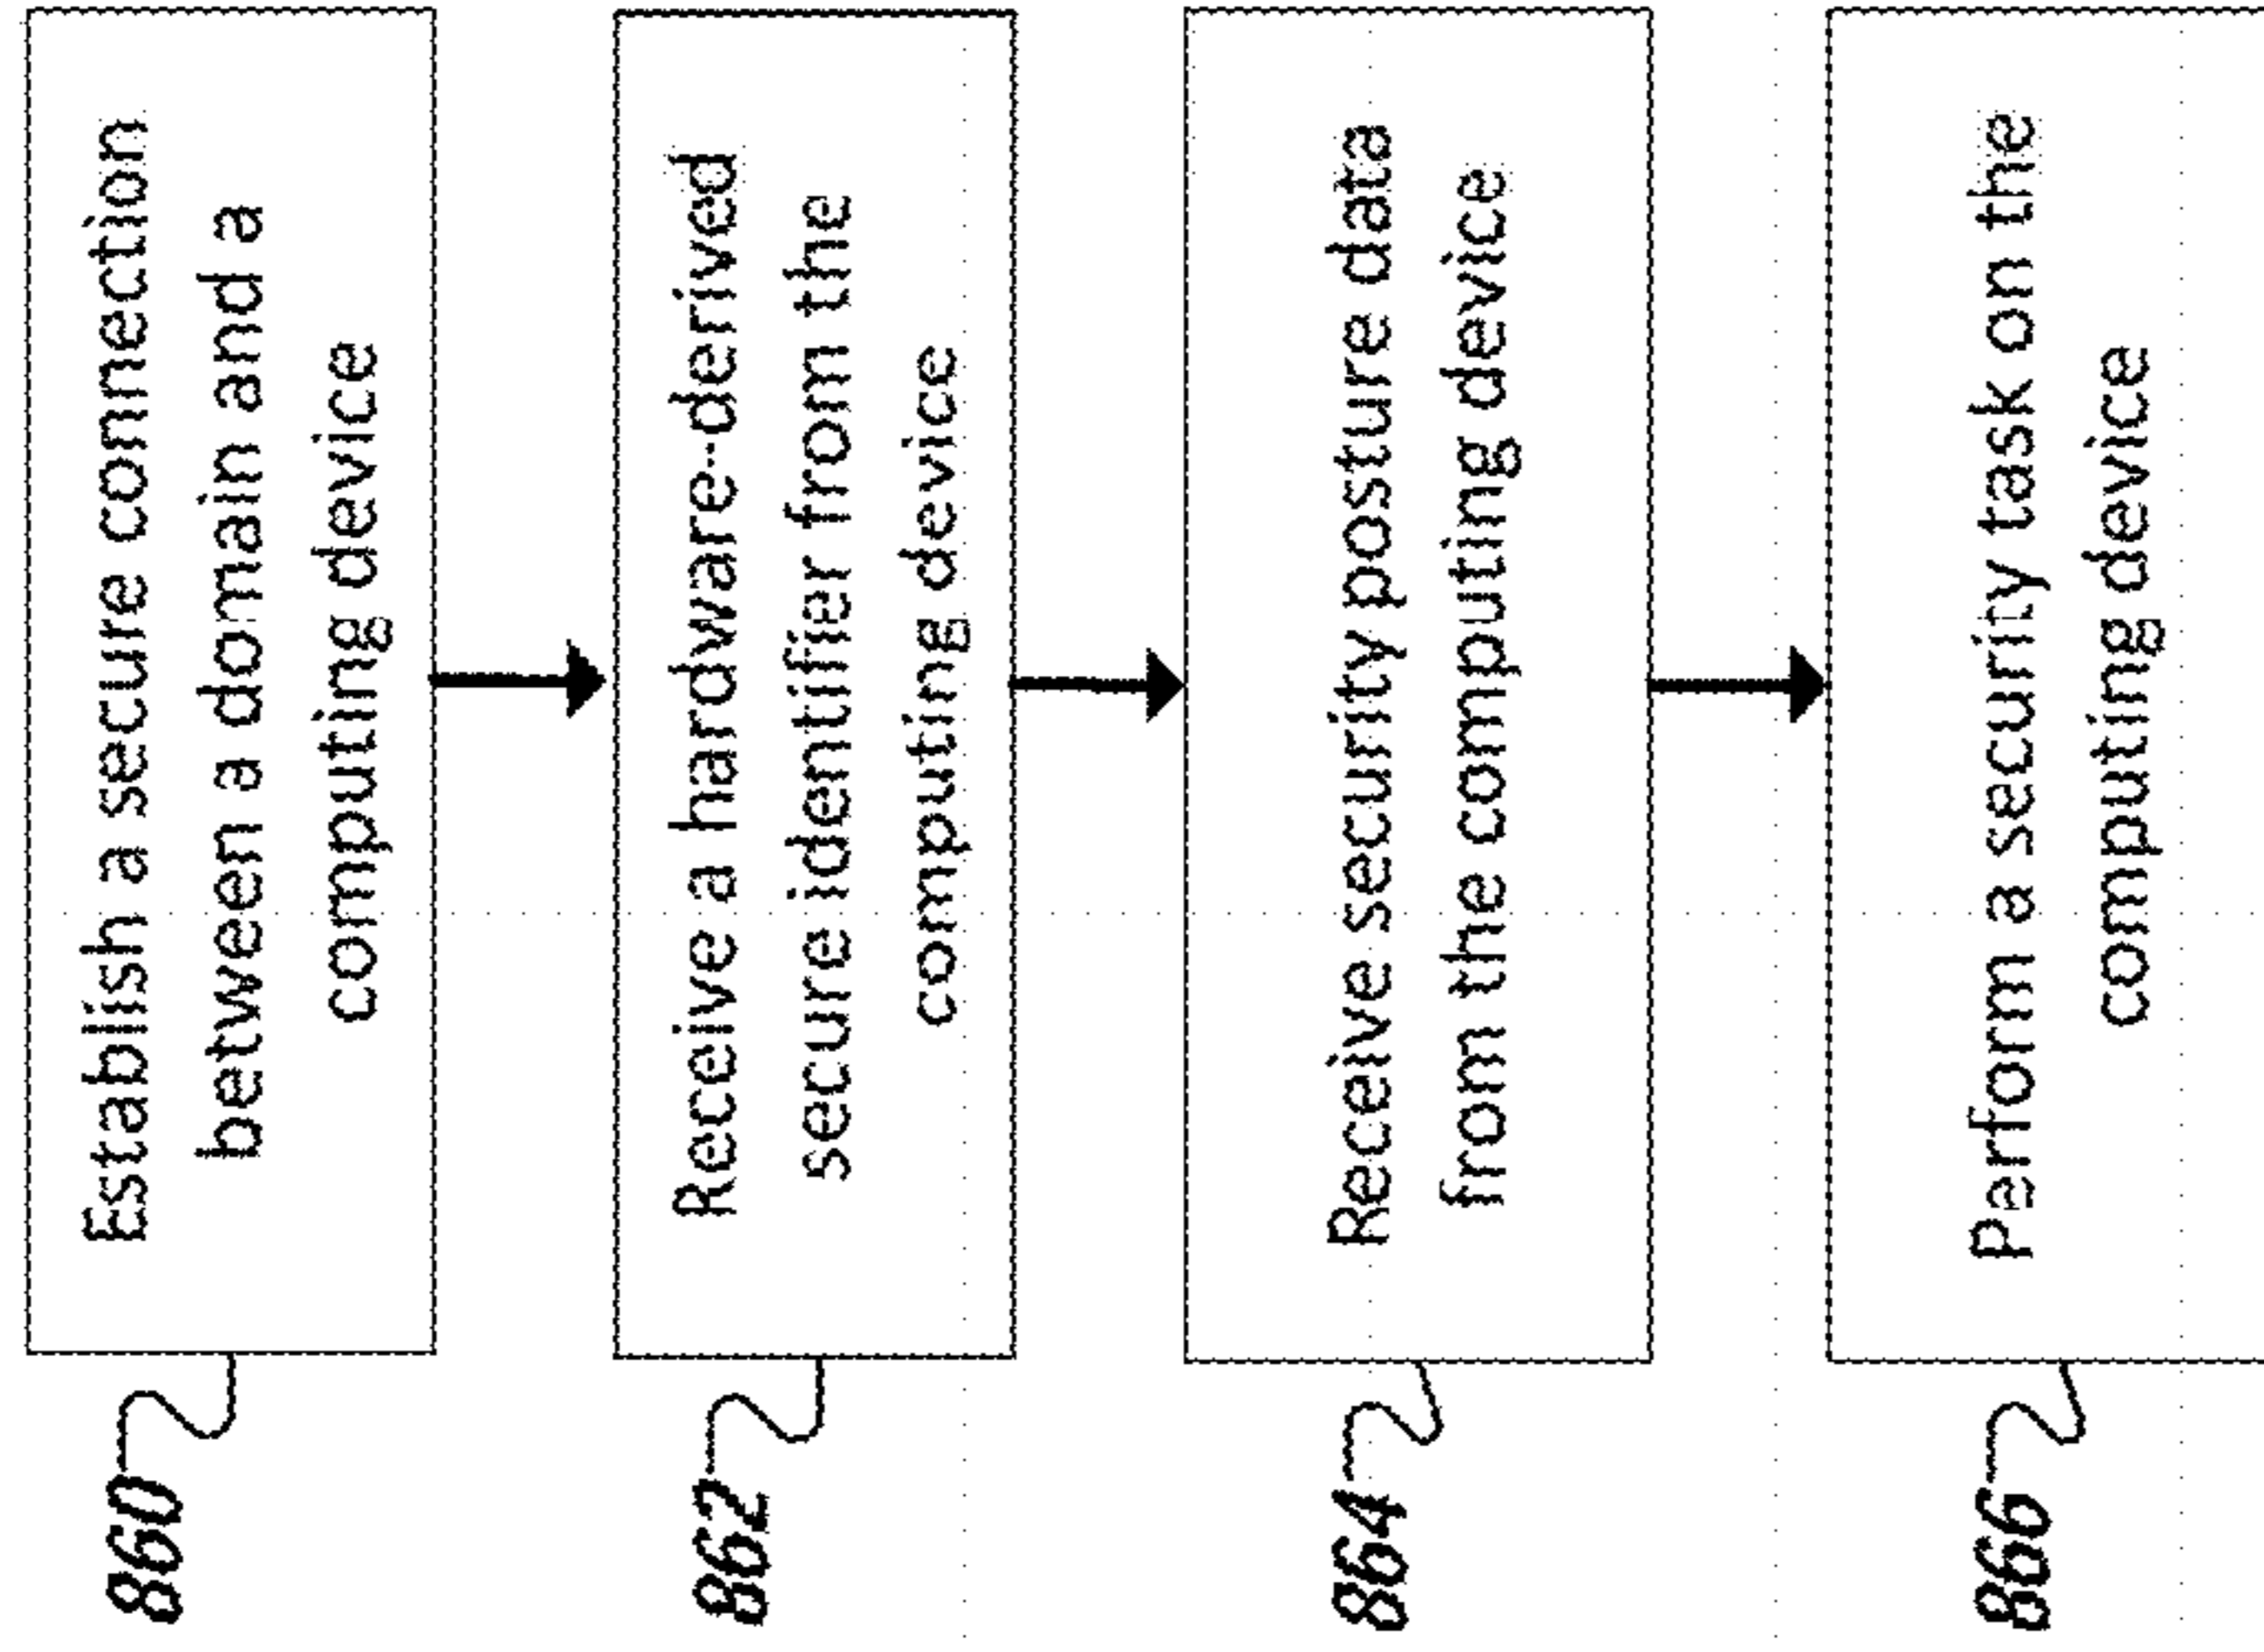 860
Establish a secure connection
between a domain and a
computing device
862
Receive a hardware-derived
secure identifier from the
computing device
864
Receive security posture data
from the computing device
866
Perform a security task on the
computing device